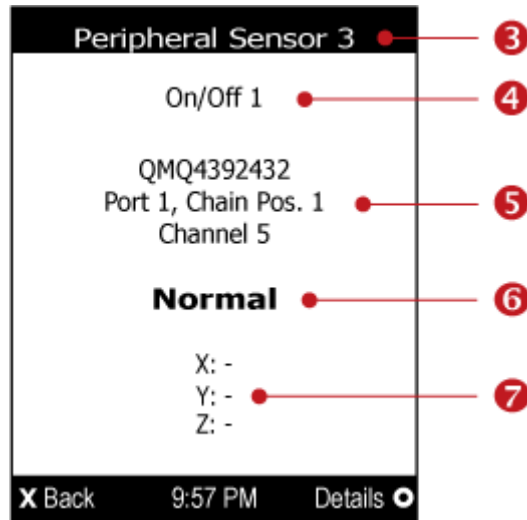 Peripheral Sensor 3
3
On/Off 1
4
QMQ4392432
Port 1, Chain Pos. 1
5
Channel 5
Normal
6
X: -
Y: -
7
Z: -
X Back 9:57 PM Details